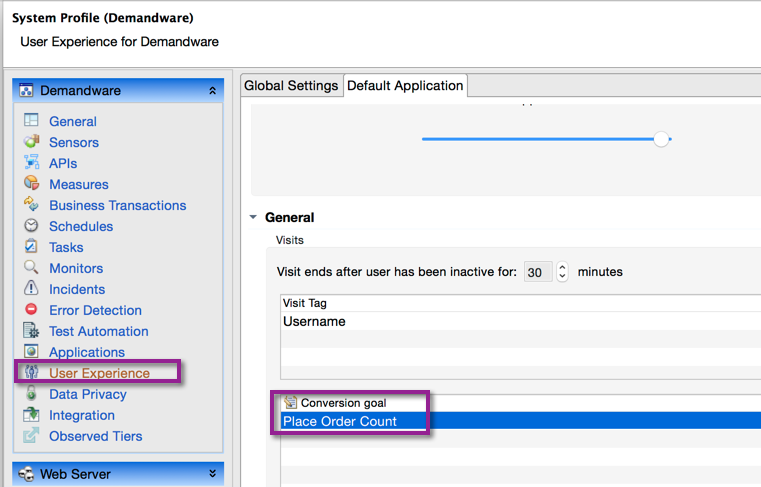 System Profile (Demandware)
User Experience for Demandware
Demandware
General
Sensors
APIs
Measures
Business Transactions
Schedules
Tasks
Monitors
Incidents
Error Detection
Test Automation
Applications
User Experience
Data Privacy
Integration
Observed Tiers
Web Server
Global Settings
Default Application
General
Visits
Visit ends after user has been inactive for: 30 minutes
Visit Tag
Username
Conversion goal
Place Order Count